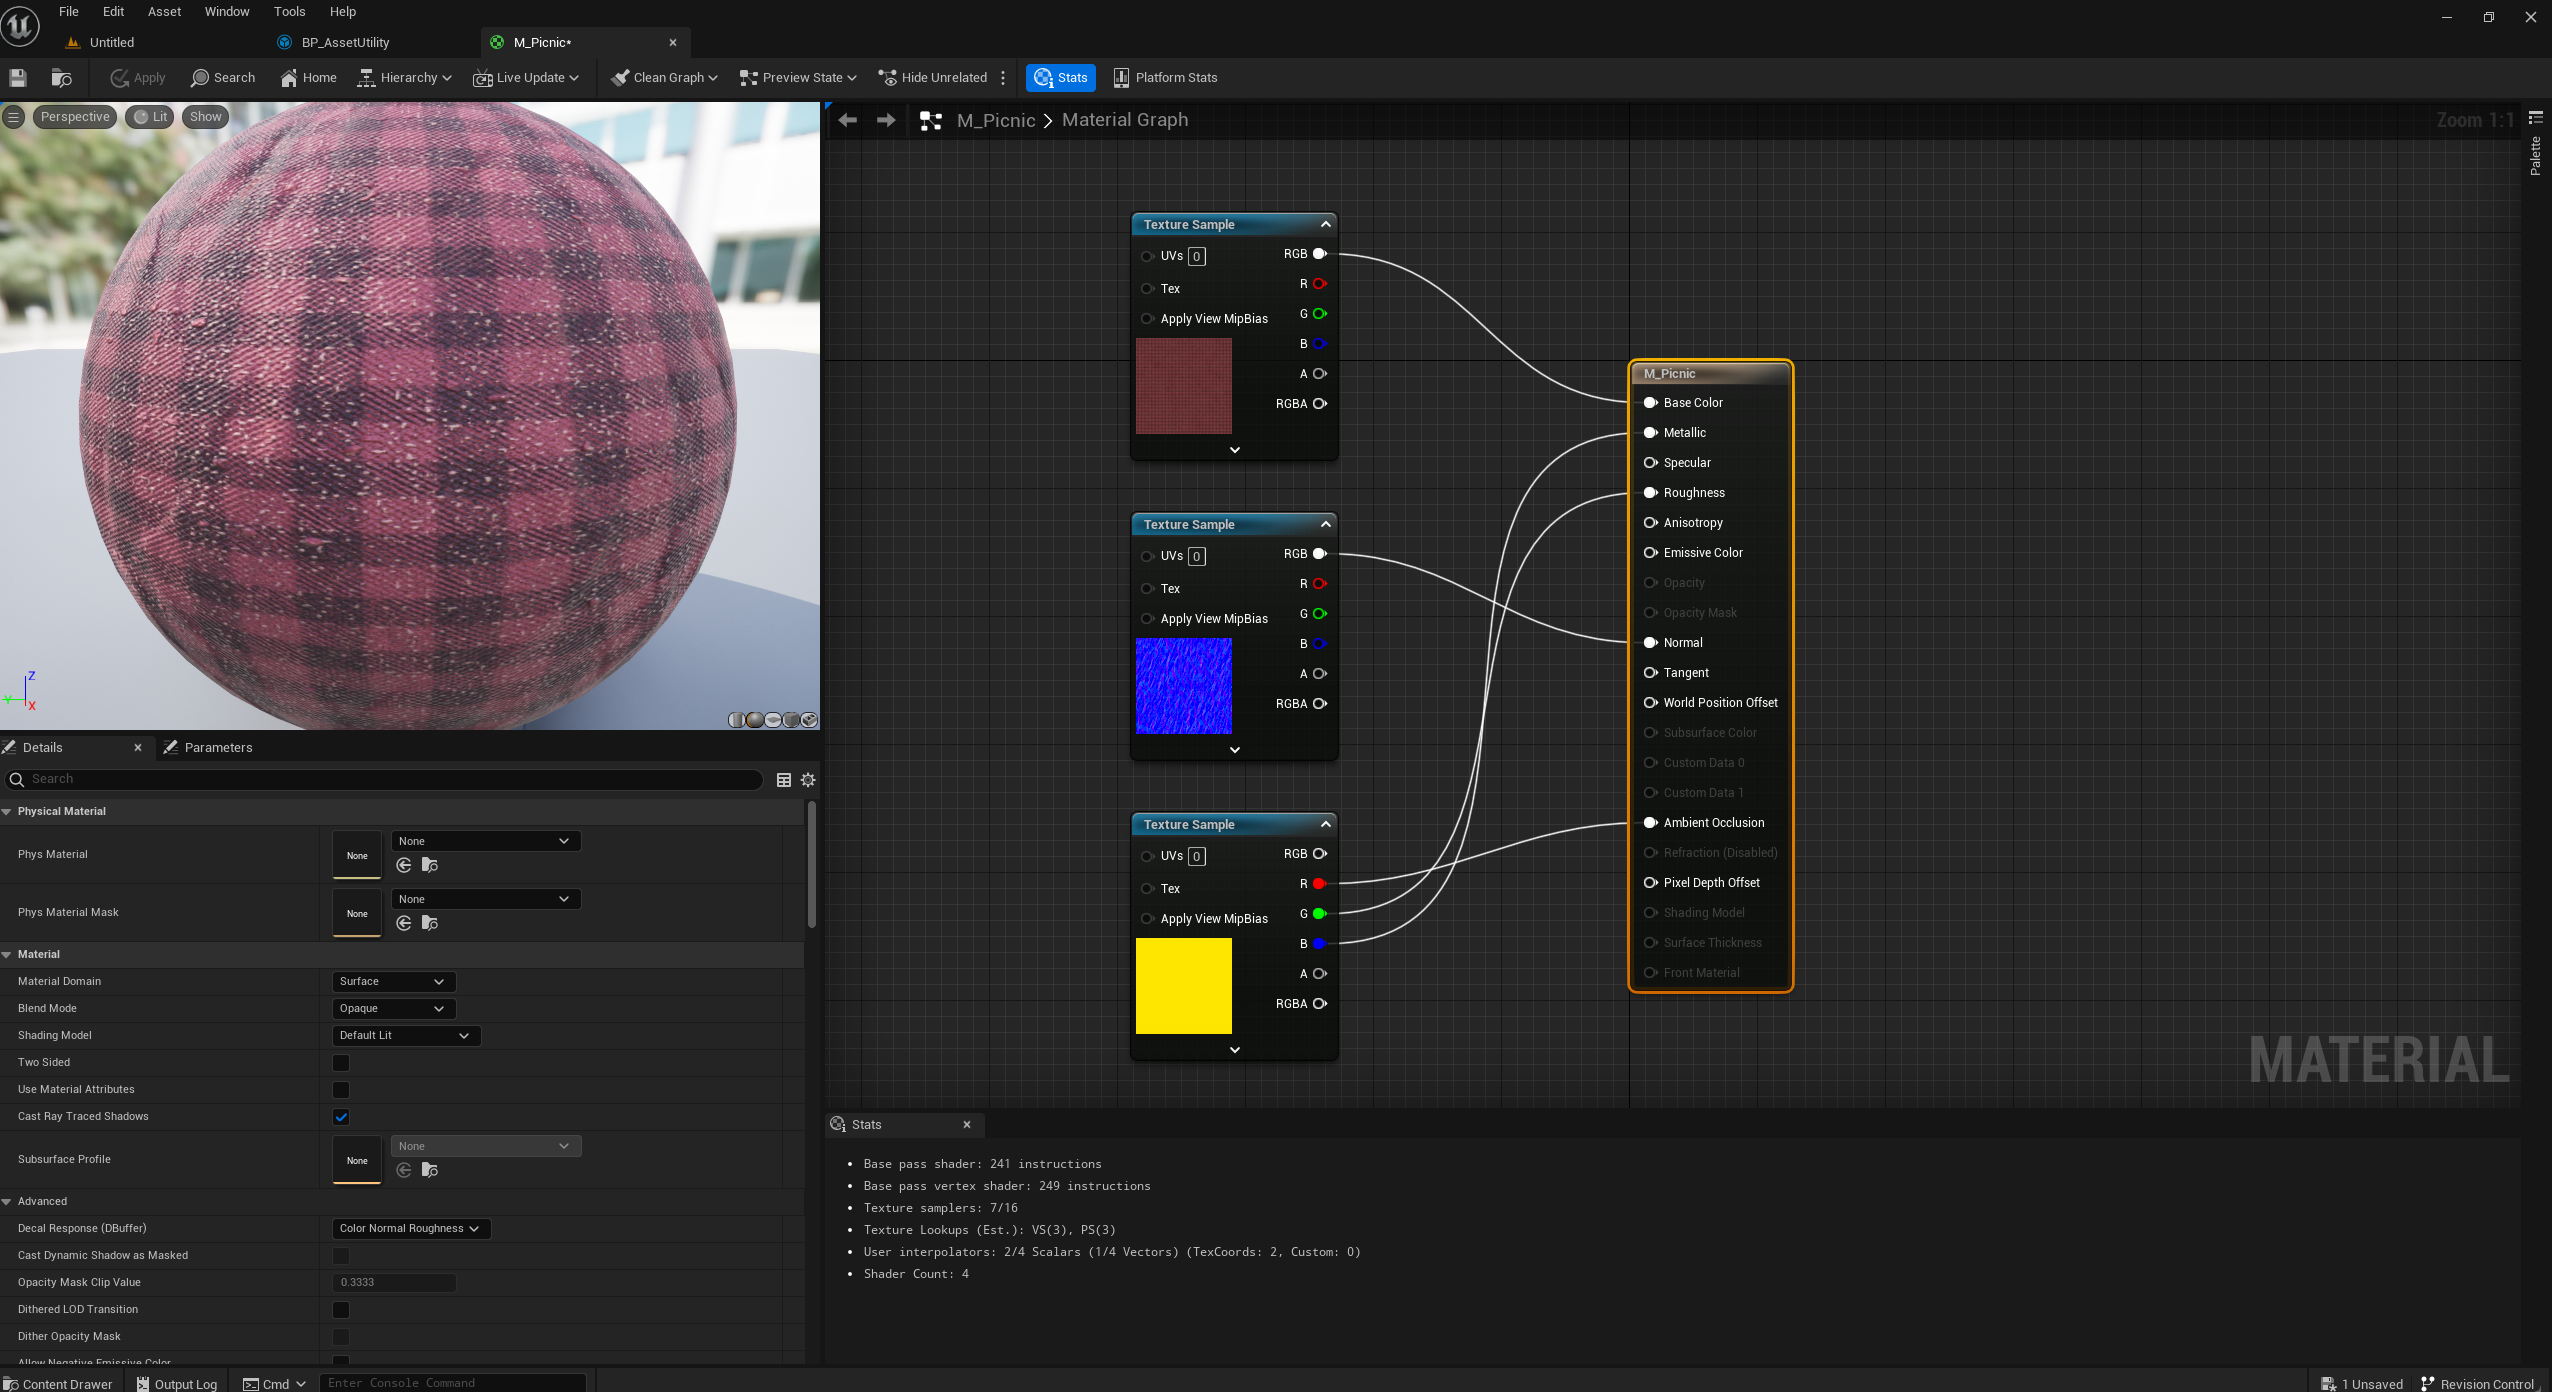 File Edit Asset Window Tools Help
Untitled BP_AssetUtility M_Picnic*
Apply Search Home Hierarchy Live Update Clean Graph Preview State Hide Unrelated Stats Platform Stats
Perspective Lit Show
M_Picnic > Material Graph
Zoom 1:1
Palette
Texture Sample
UVs 0 RGB
R
Tex
G
Apply View MipBias
B
A
RGBA
Texture Sample
UVs 0 RGB
R
Tex
G
Apply View MipBias
B
A
RGBA
Texture Sample
UVs 0 RGB
R
Tex
G
Apply View MipBias
B
A
RGBA
M_Picnic
Base Color
Metallic
Specular
Roughness
Anisotropy
Emissive Color
Opacity
Opacity Mask
Normal
Tangent
World Position Offset
Subsurface Color
Custom Data 0
Custom Data 1
Ambient Occlusion
Refraction (Disabled)
Pixel Depth Offset
Shading Model
Surface Thickness
Front Material
MATERIAL
Z
Y
X
Details Parameters
Search
Physical Material
Phys Material None None
Phys Material Mask None None
Material
Material Domain Surface
Blend Mode Opaque
Shading Model Default Lit
Two Sided
Use Material Attributes
Cast Ray Traced Shadows
Subsurface Profile None None
Advanced
Decal Response (DBuffer) Color Normal Roughness
Cast Dynamic Shadow as Masked
Opacity Mask Clip Value 0.3333
Dithered LOD Transition
Dither Opacity Mask
Allow Negative Emissive Color
Stats
• Base pass shader: 241 instructions
• Base pass vertex shader: 249 instructions
• Texture samplers: 7/16
• Texture Lookups (Est.): VS(3), PS(3)
• User interpolators: 2/4 Scalars (1/4 Vectors) (TexCoords: 2, Custom: 0)
• Shader Count: 4
Content Drawer Output Log Cmd Enter Console Command 1 Unsaved Revision Control